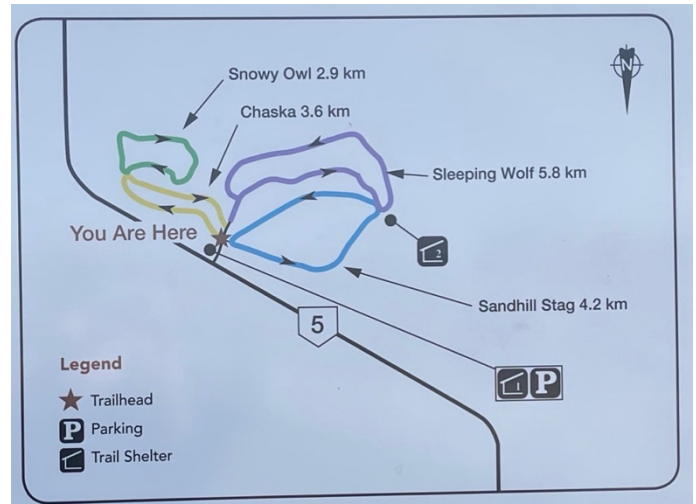 N
Snowy Owl 2.9 km
Chaska 3.6 km
Sleeping Wolf 5.8 km
You Are Here
2
Sandhill Stag 4.2 km
5
1 P
Legend
Trailhead
P Parking
Trail Shelter